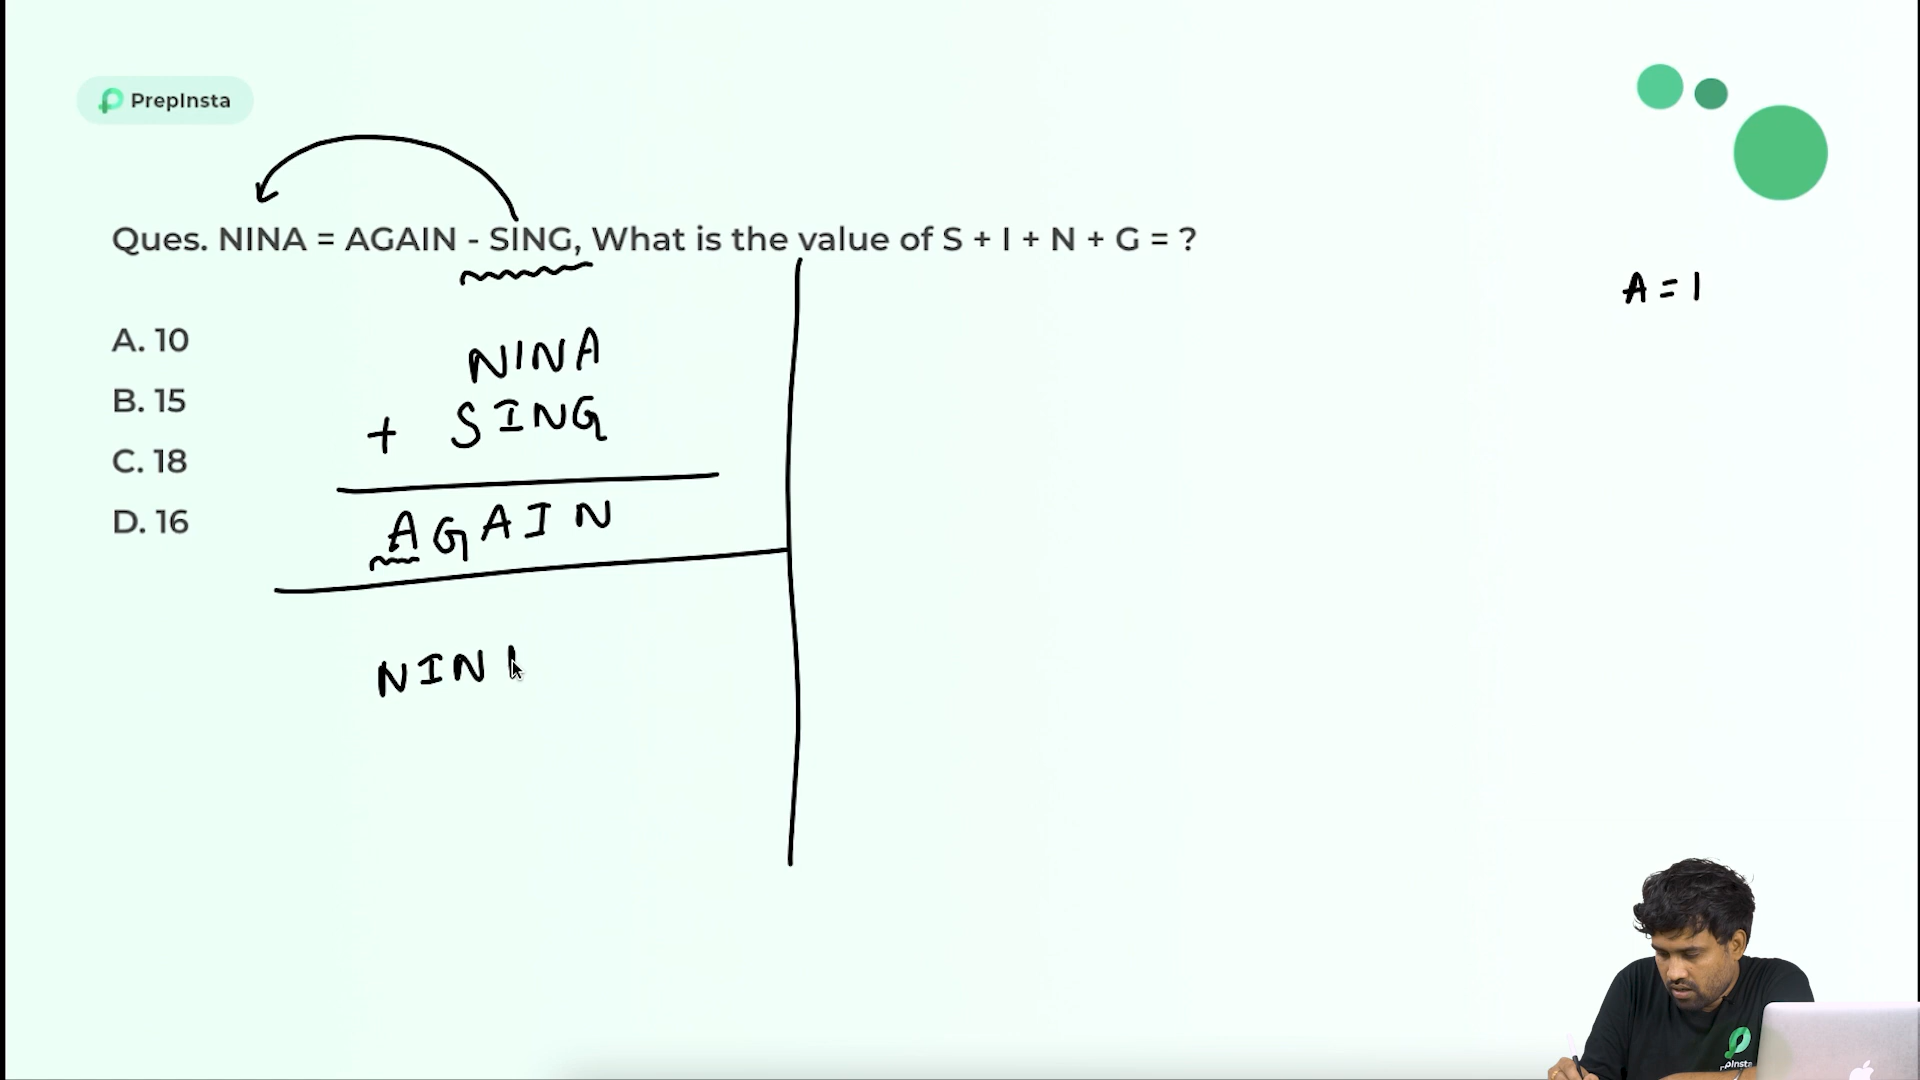 PrepInsta
Ques. NINA = AGAIN - SING, What is the value of S + I + N + G = ?
A = 1
A. 10
B. 15
C. 18
D. 16
NINA
+ SING
AGAIN
NIN